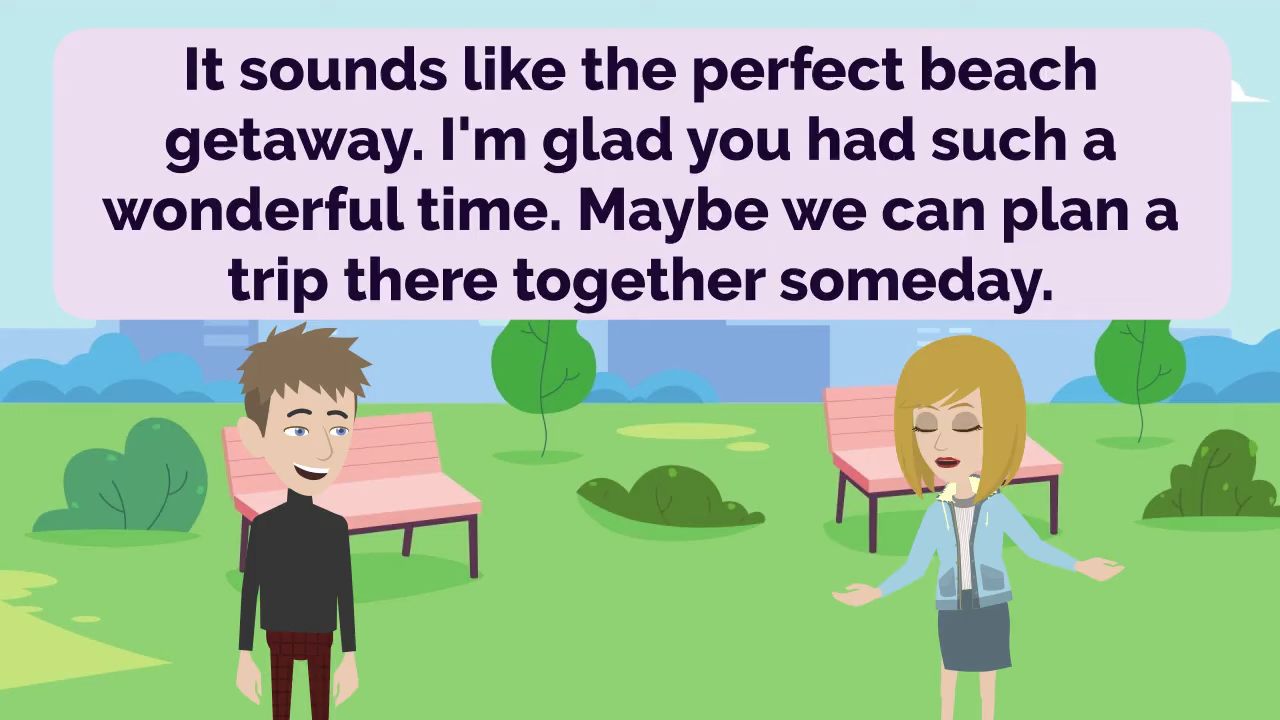 It sounds like the perfect beach
getaway. I'm glad you had such a
wonderful time. Maybe we can plan a
trip there together someday.